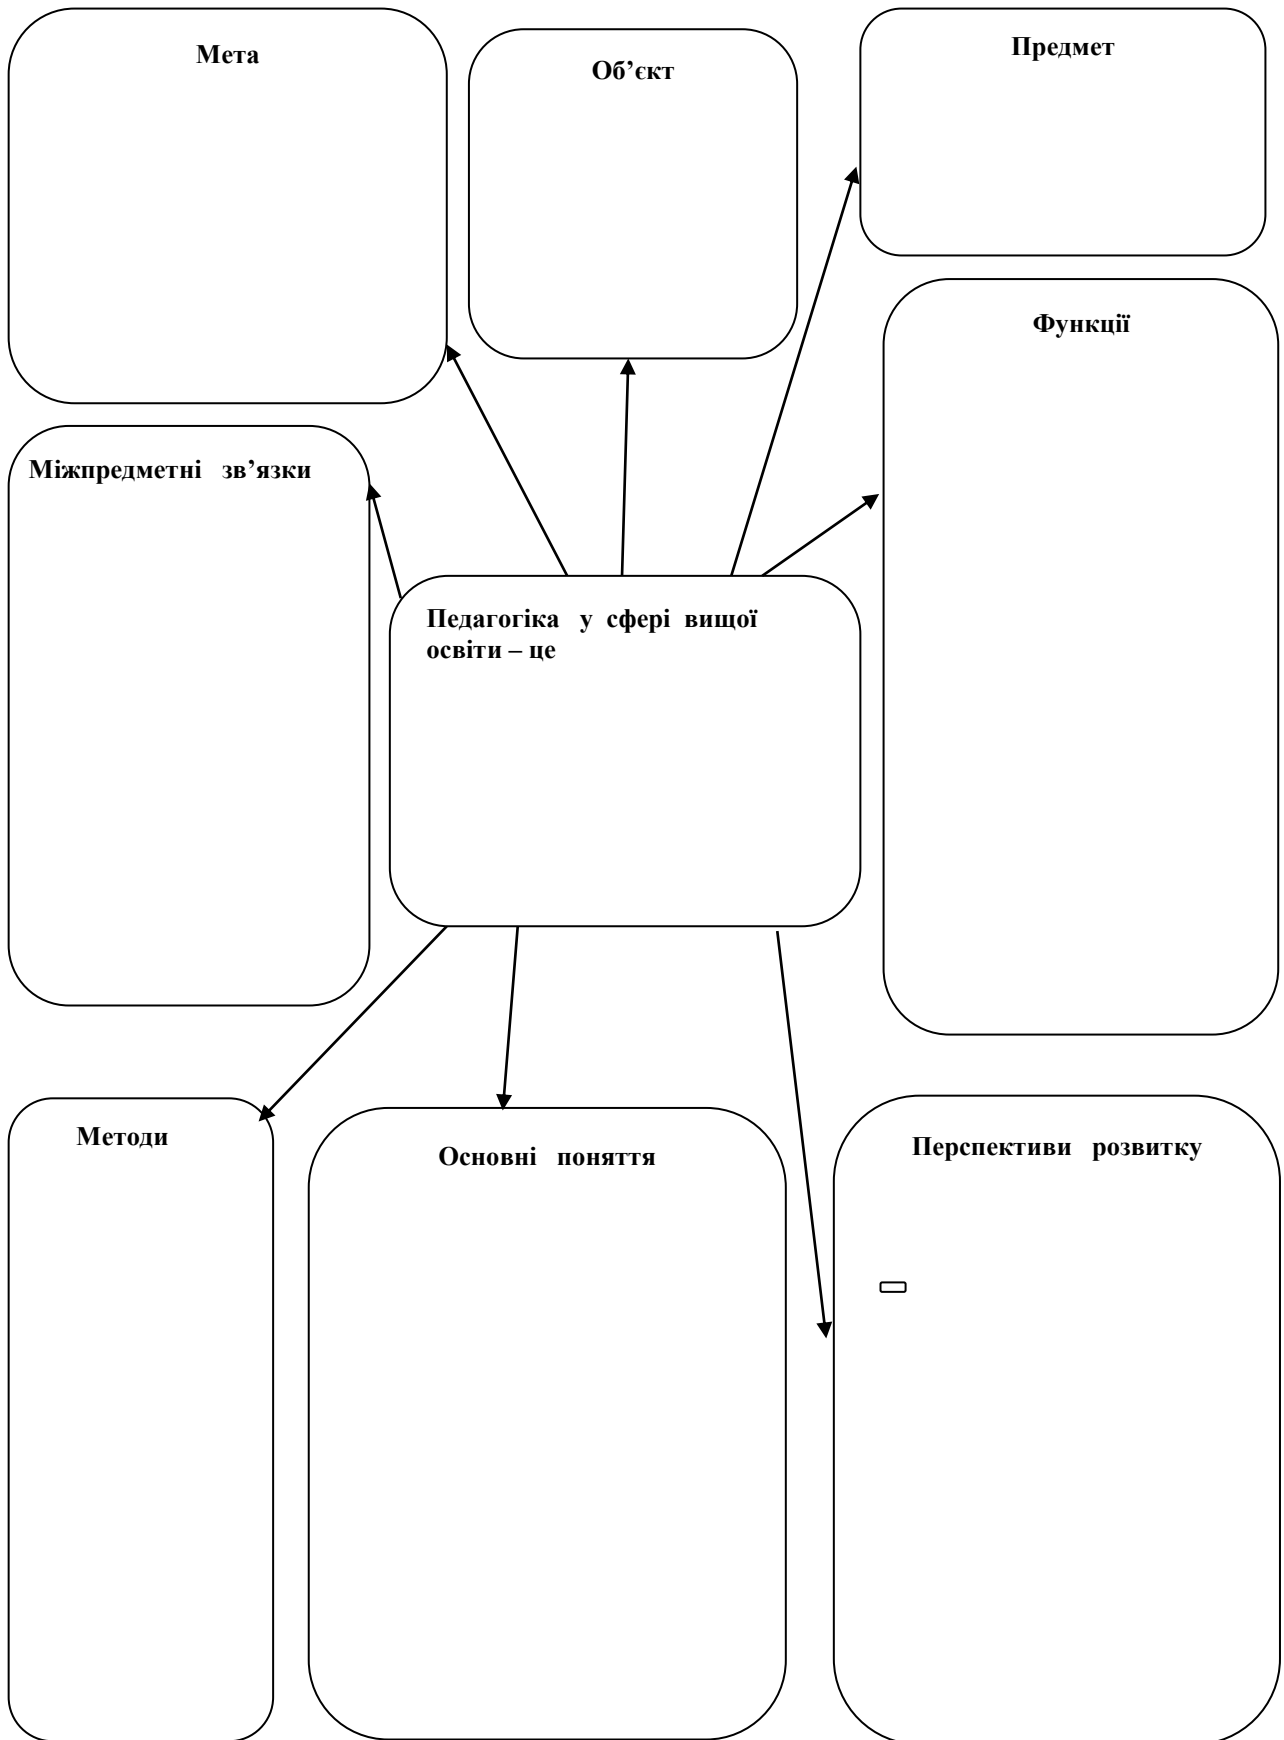 Мета
Об’єкт
Предмет
Функції
Міжпредметні зв’язки
Педагогіка у сфері вищої
освіти – це
Методи
Основні поняття
Перспективи розвитку